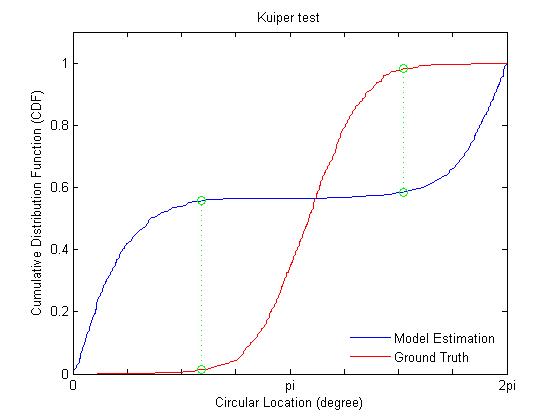 Kuiper test
Cumulative Distribution Function (CDF)
1
0.8
0.6
0.4
0.2
0
0
pi
2pi
Circular Location (degree)
Model Estimation
Ground Truth